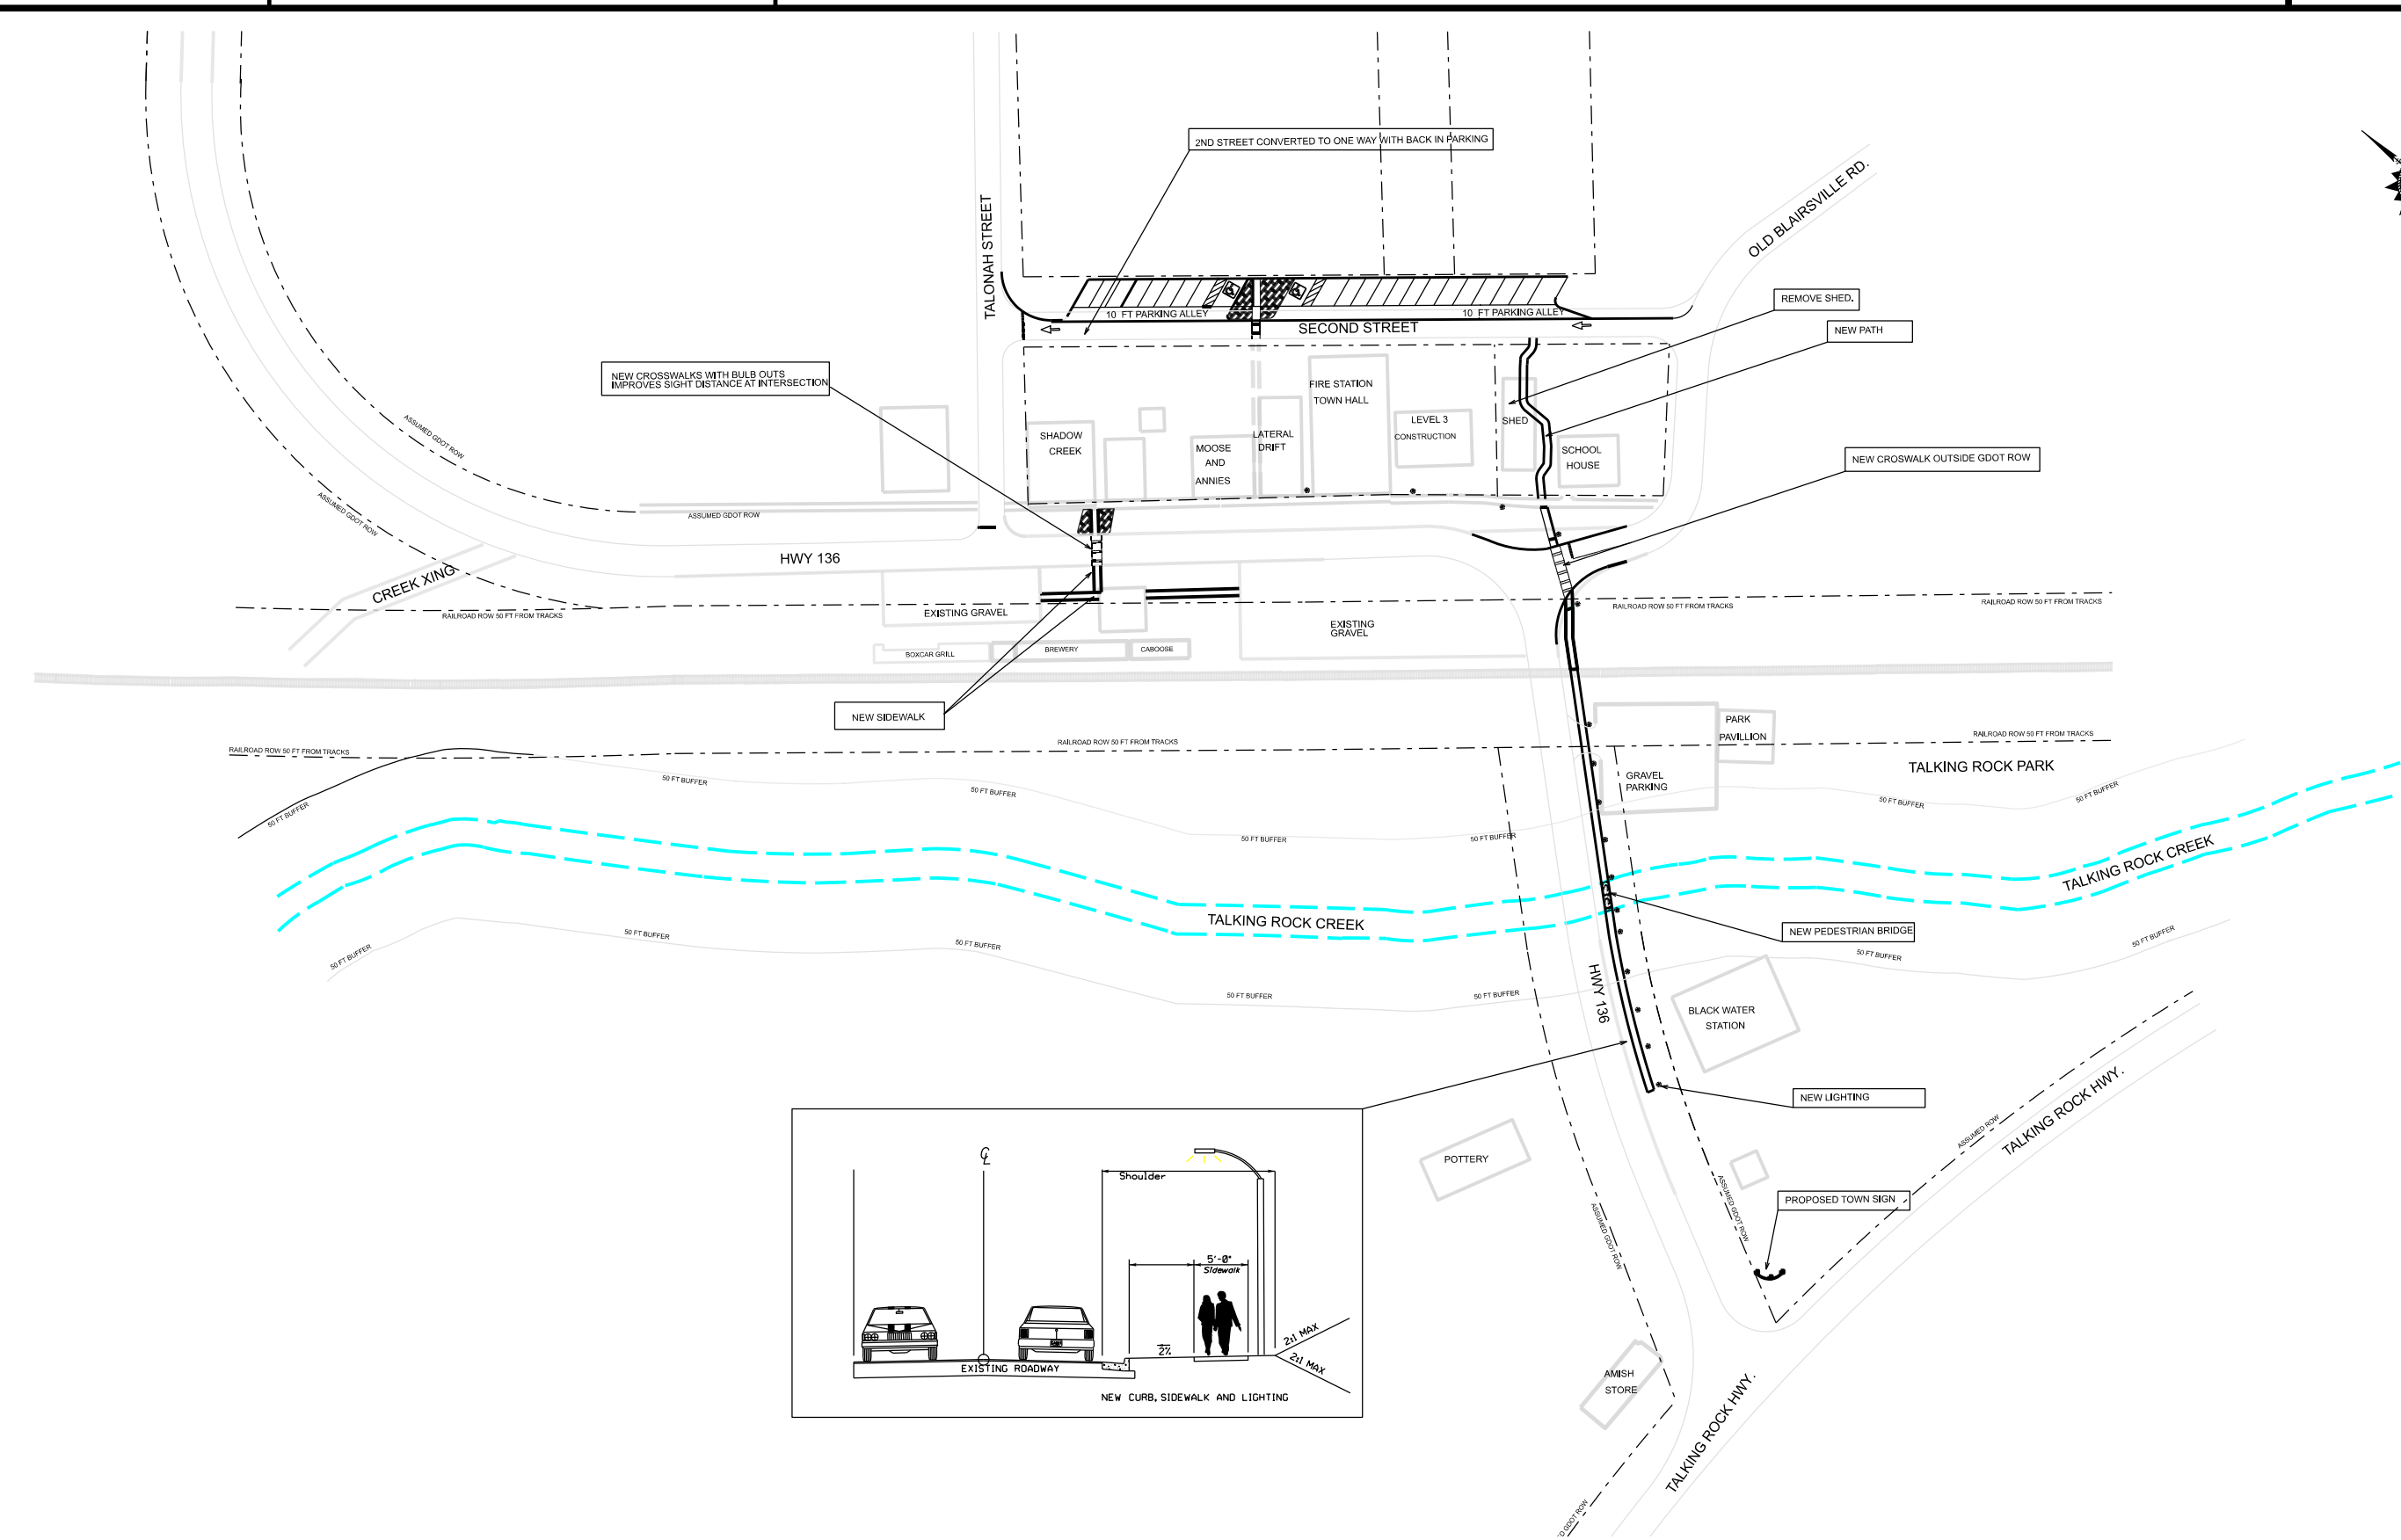 2ND STREET CONVERTED TO ONE WAY WITH BACK IN PARKING
OLD BLAIRSVILLE RD.
TALONAH STREET
REMOVE SHED.
10 FT PARKING ALLEY
10 FT PARKING ALLEY
SECOND STREET
NEW PATH
NEW CROSSWALKS WITH BULB OUTS
IMPROVES SIGHT DISTANCE AT INTERSECTION
FIRE STATION
TOWN HALL
SHADOW
CREEK
MOOSE
AND
ANNIES
LATERAL
DRIFT
LEVEL 3
CONSTRUCTION
SHED
SCHOOL
HOUSE
NEW CROSWALK OUTSIDE GDOT ROW
ASSUMED GDOT ROW
ASSUMED GDOT ROW
ASSUMED GDOT ROW
HWY 136
CREEK XING
RAILROAD ROW 50 FT FROM TRACKS
EXISTING GRAVEL
EXISTING
GRAVEL
RAILROAD ROW 50 FT FROM TRACKS
RAILROAD ROW 50 FT FROM TRACKS
BOXCAR GRILL
BREWERY
CABOOSE
NEW SIDEWALK
PARK
PAVILLION
RAILROAD ROW 50 FT FROM TRACKS
RAILROAD ROW 50 FT FROM TRACKS
RAILROAD ROW 50 FT FROM TRACKS
TALKING ROCK PARK
GRAVEL
PARKING
50 FT BUFFER
50 FT BUFFER
50 FT BUFFER
50 FT BUFFER
50 FT BUFFER
50 FT BUFFER
50 FT BUFFER
TALKING ROCK CREEK
TALKING ROCK CREEK
NEW PEDESTRIAN BRIDGE
50 FT BUFFER
50 FT BUFFER
50 FT BUFFER
50 FT BUFFER
50 FT BUFFER
50 FT BUFFER
50 FT BUFFER
HWY 136
BLACK WATER
STATION
NEW LIGHTING
TALKING ROCK HWY.
ASSUMED ROW
POTTERY
PROPOSED TOWN SIGN
ASSUMED GDOT ROW
ASSUMED GDOT ROW
Shoulder
5'-0"
Sidewalk
2%
2:1 MAX
2:1 MAX
EXISTING ROADWAY
NEW CURB, SIDEWALK AND LIGHTING
AMISH
STORE
TALKING ROCK HWY.
GDOT ROW